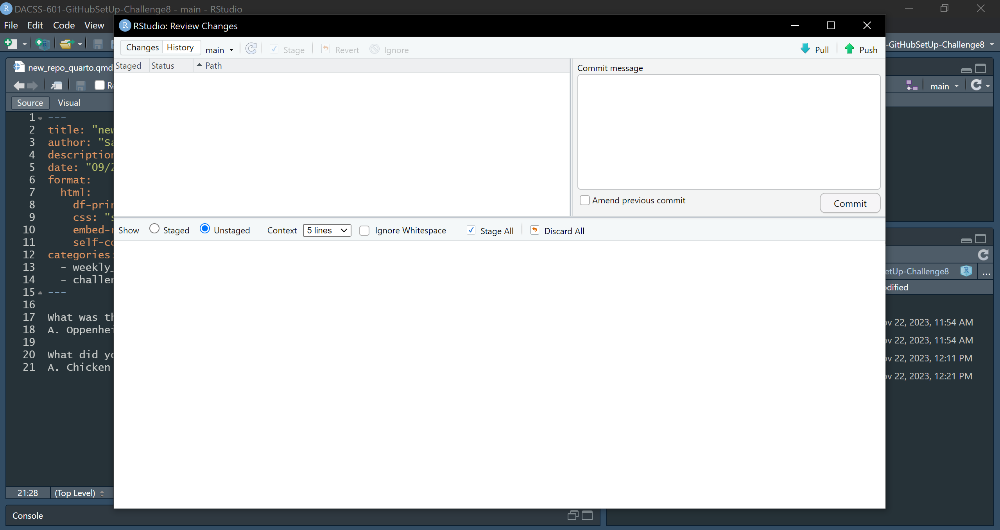 DACSS-601-GitHubSetUp-Challenge8 - main - RStudio
File Edit Code View
RStudio: Review Changes
Changes History main Stage Revert Ignore Pull Push
-GitHubSetUp-Challenge8
Staged Status Path
Commit message
new_repo_quarto.qmd
main
Source Visual
Amend previous commit
Commit
Show Staged Unstaged Context 5 lines Ignore Whitespace Stage All Discard All
1 ---
2 title: "new
3 author: "Sa
4 description
5 date: "09/2
6 format:
7 html:
8 df-prin
9 css: "s
10 embed-r
11 self-co
12 categories:
13 - weekly_
14 - challen
15 ---
16
17 What was th
18 A. Oppenhei
19
20 What did yo
21 A. Chicken
etUp-Challenge8 ...
dified
ov 22, 2023, 11:54 AM
ov 22, 2023, 11:54 AM
ov 22, 2023, 12:11 PM
ov 22, 2023, 12:21 PM
21:28 (Top Level)
Console